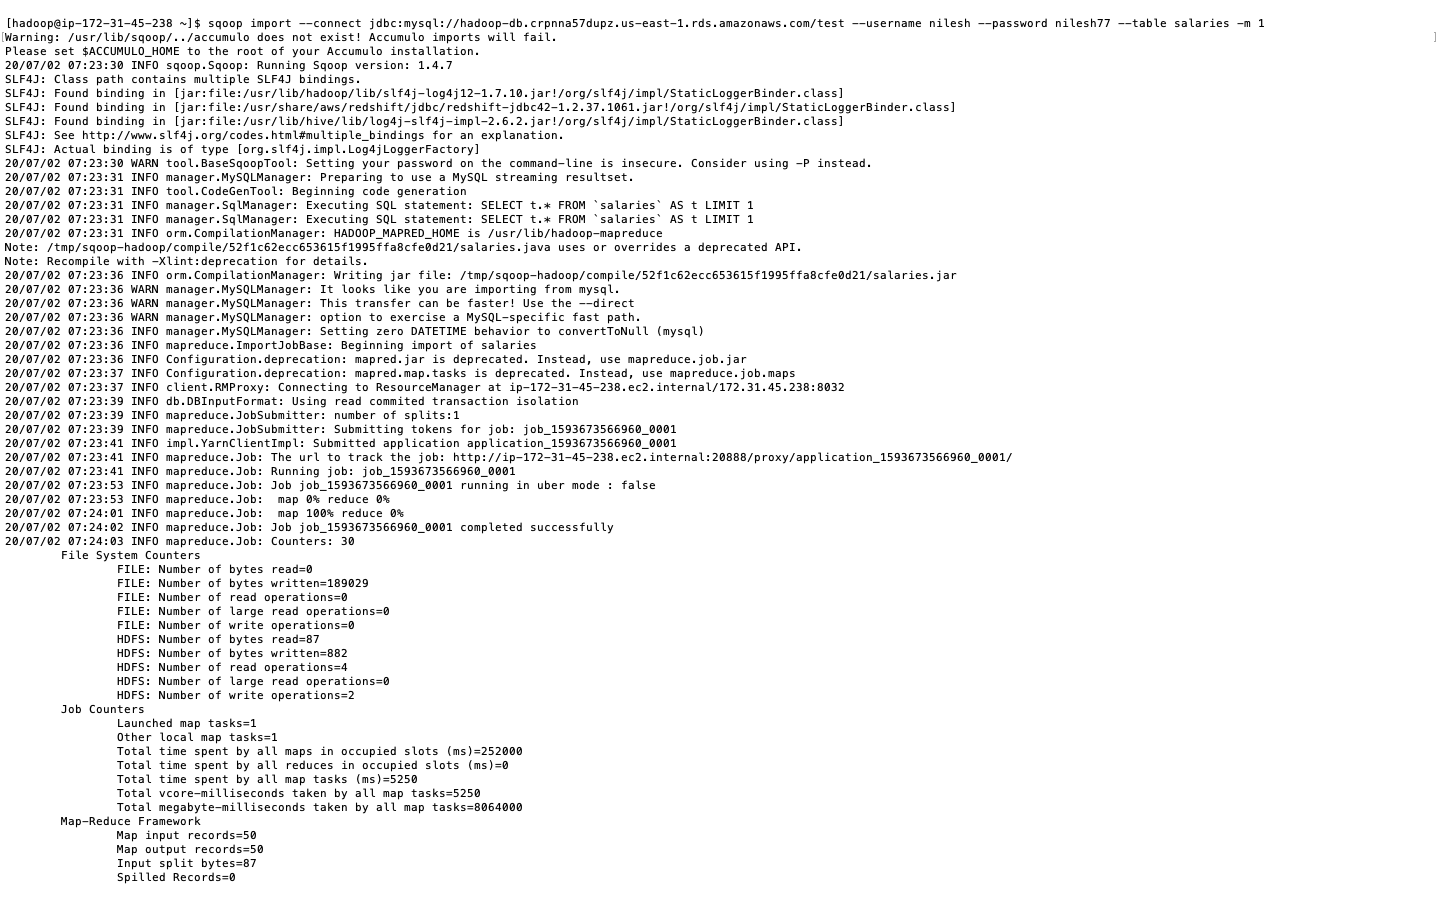 [hadoop@ip-172-31-45-238 ~]$ sqoop import --connect jdbc:mysql://hadoop-db.crpnna57dupz.us-east-1.rds.amazonaws.com/test --username nilesh --password nilesh77 --table salaries -m 1
Warning: /usr/lib/sqoop/../accumulo does not exist! Accumulo imports will fail.
Please set $ACCUMULO_HOME to the root of your Accumulo installation.
20/07/02 07:23:30 INFO sqoop.Sqoop: Running Sqoop version: 1.4.7
SLF4J: Class path contains multiple SLF4J bindings.
SLF4J: Found binding in [jar:file:/usr/lib/hadoop/lib/slf4j-log4j12-1.7.10.jar!/org/slf4j/impl/StaticLoggerBinder.class]
SLF4J: Found binding in [jar:file:/usr/share/aws/redshift/jdbc/redshift-jdbc42-1.2.37.1061.jar!/org/slf4j/impl/StaticLoggerBinder.class]
SLF4J: Found binding in [jar:file:/usr/lib/hive/lib/log4j-slf4j-impl-2.6.2.jar!/org/slf4j/impl/StaticLoggerBinder.class]
SLF4J: See http://www.slf4j.org/codes.html#multiple_bindings for an explanation.
SLF4J: Actual binding is of type [org.slf4j.impl.Log4jLoggerFactory]
20/07/02 07:23:30 WARN tool.BaseSqoopTool: Setting your password on the command-line is insecure. Consider using -P instead.
20/07/02 07:23:31 INFO manager.MySQLManager: Preparing to use a MySQL streaming resultset.
20/07/02 07:23:31 INFO tool.CodeGenTool: Beginning code generation
20/07/02 07:23:31 INFO manager.SqlManager: Executing SQL statement: SELECT t.* FROM `salaries` AS t LIMIT 1
20/07/02 07:23:31 INFO manager.SqlManager: Executing SQL statement: SELECT t.* FROM `salaries` AS t LIMIT 1
20/07/02 07:23:31 INFO orm.CompilationManager: HADOOP_MAPRED_HOME is /usr/lib/hadoop-mapreduce
Note: /tmp/sqoop-hadoop/compile/52f1c62ecc653615f1995ffa8cfe0d21/salaries.java uses or overrides a deprecated API.
Note: Recompile with -Xlint:deprecation for details.
20/07/02 07:23:36 INFO orm.CompilationManager: Writing jar file: /tmp/sqoop-hadoop/compile/52f1c62ecc653615f1995ffa8cfe0d21/salaries.jar
20/07/02 07:23:36 WARN manager.MySQLManager: It looks like you are importing from mysql.
20/07/02 07:23:36 WARN manager.MySQLManager: This transfer can be faster! Use the --direct
20/07/02 07:23:36 WARN manager.MySQLManager: option to exercise a MySQL-specific fast path.
20/07/02 07:23:36 INFO manager.MySQLManager: Setting zero DATETIME behavior to convertToNull (mysql)
20/07/02 07:23:36 INFO mapreduce.ImportJobBase: Beginning import of salaries
20/07/02 07:23:36 INFO Configuration.deprecation: mapred.jar is deprecated. Instead, use mapreduce.job.jar
20/07/02 07:23:37 INFO Configuration.deprecation: mapred.map.tasks is deprecated. Instead, use mapreduce.job.maps
20/07/02 07:23:37 INFO client.RMProxy: Connecting to ResourceManager at ip-172-31-45-238.ec2.internal/172.31.45.238:8032
20/07/02 07:23:39 INFO db.DBInputFormat: Using read commited transaction isolation
20/07/02 07:23:39 INFO mapreduce.JobSubmitter: number of splits:1
20/07/02 07:23:39 INFO mapreduce.JobSubmitter: Submitting tokens for job: job_1593673566960_0001
20/07/02 07:23:41 INFO impl.YarnClientImpl: Submitted application application_1593673566960_0001
20/07/02 07:23:41 INFO mapreduce.Job: The url to track the job: http://ip-172-31-45-238.ec2.internal:20888/proxy/application_1593673566960_0001/
20/07/02 07:23:41 INFO mapreduce.Job: Running job: job_1593673566960_0001
20/07/02 07:23:53 INFO mapreduce.Job: Job job_1593673566960_0001 running in uber mode : false
20/07/02 07:23:53 INFO mapreduce.Job:  map 0% reduce 0%
20/07/02 07:24:01 INFO mapreduce.Job:  map 100% reduce 0%
20/07/02 07:24:02 INFO mapreduce.Job: Job job_1593673566960_0001 completed successfully
20/07/02 07:24:03 INFO mapreduce.Job: Counters: 30
File System Counters
FILE: Number of bytes read=0
FILE: Number of bytes written=189029
FILE: Number of read operations=0
FILE: Number of large read operations=0
FILE: Number of write operations=0
HDFS: Number of bytes read=87
HDFS: Number of bytes written=882
HDFS: Number of read operations=4
HDFS: Number of large read operations=0
HDFS: Number of write operations=2
Job Counters
Launched map tasks=1
Other local map tasks=1
Total time spent by all maps in occupied slots (ms)=252000
Total time spent by all reduces in occupied slots (ms)=0
Total time spent by all map tasks (ms)=5250
Total vcore-milliseconds taken by all map tasks=5250
Total megabyte-milliseconds taken by all map tasks=8064000
Map-Reduce Framework
Map input records=50
Map output records=50
Input split bytes=87
Spilled Records=0